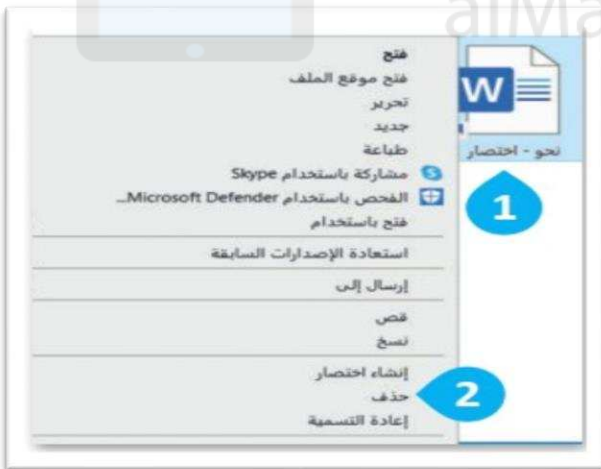 فتح
فتح موقع الملف
تحرير
جديد
طباعة
مشاركة باستخدام Skype
الفحص باستخدام Microsoft Defender...
فتح باستخدام
استعادة الإصدارات السابقة
إرسال إلى
قص
نسخ
إنشاء اختصار
حذف
إعادة التسمية
W
نحو - اختصار
1
2